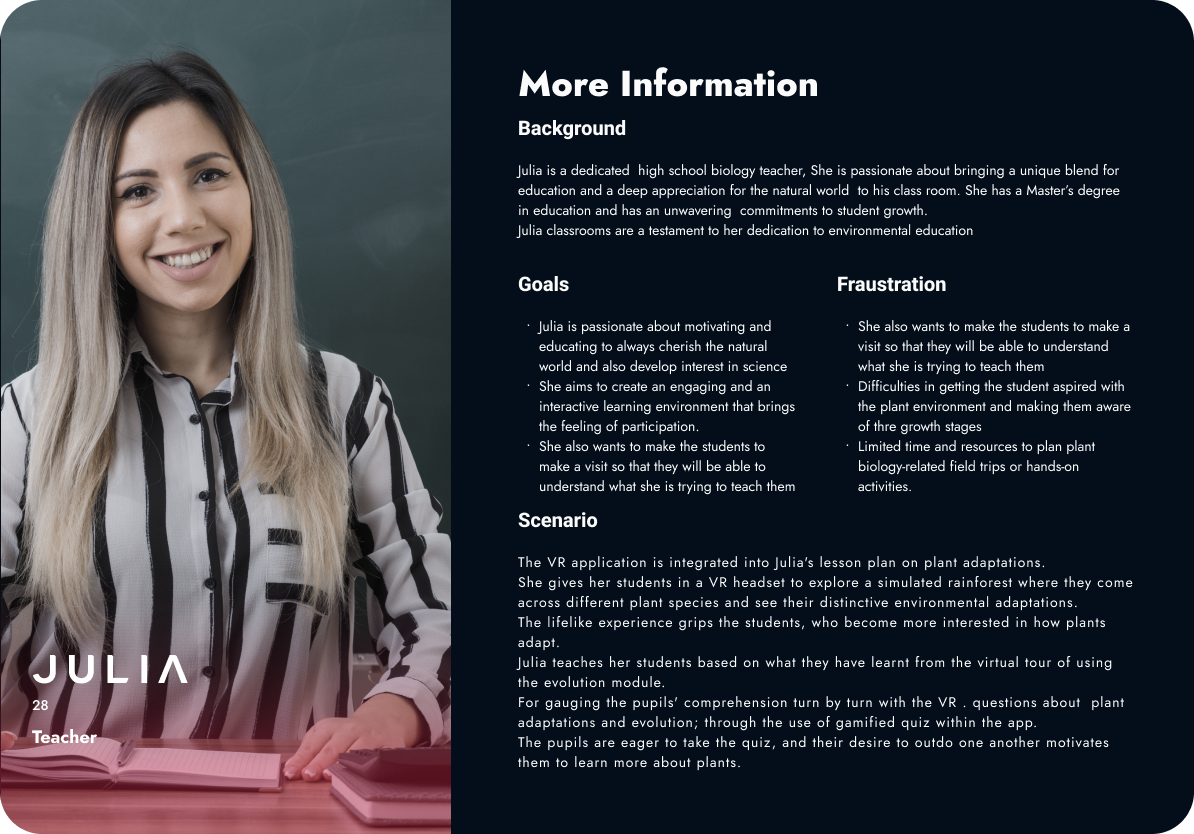 More Information
Background
Julia is a dedicated  high school biology teacher, She is passionate about bringing a unique blend for
education and a deep appreciation for the natural world  to his class room. She has a Master's degree
in education and has an unwavering  commitments to student growth.
Julia classrooms are a testament to her dedication to environmental education
Goals
· Julia is passionate about motivating and
educating to always cherish the natural
world and also develop interest in science
· She aims to create an engaging and an
interactive learning environment that brings
the feeling of participation.
· She also wants to make the students to
make a visit so that they will be able to
understand what she is trying to teach them
Fraustration
· She also wants to make the students to make a
visit so that they will be able to understand
what she is trying to teach them
· Difficulties in getting the student aspired with
the plant environment and making them aware
of thre growth stages
· Limited time and resources to plan plant
biology-related field trips or hands-on
activities.
Scenario
The VR application is integrated into Julia's lesson plan on plant adaptations.
She gives her students in a VR headset to explore a simulated rainforest where they come
across different plant species and see their distinctive environmental adaptations.
The lifelike experience grips the students, who become more interested in how plants
adapt.
Julia teaches her students based on what they have learnt from the virtual tour of using
the evolution module.
For gauging the pupils' comprehension turn by turn with the VR . questions about  plant
adaptations and evolution; through the use of gamified quiz within the app.
The pupils are eager to take the quiz, and their desire to outdo one another motivates
them to learn more about plants.
JULIA
28
Teacher